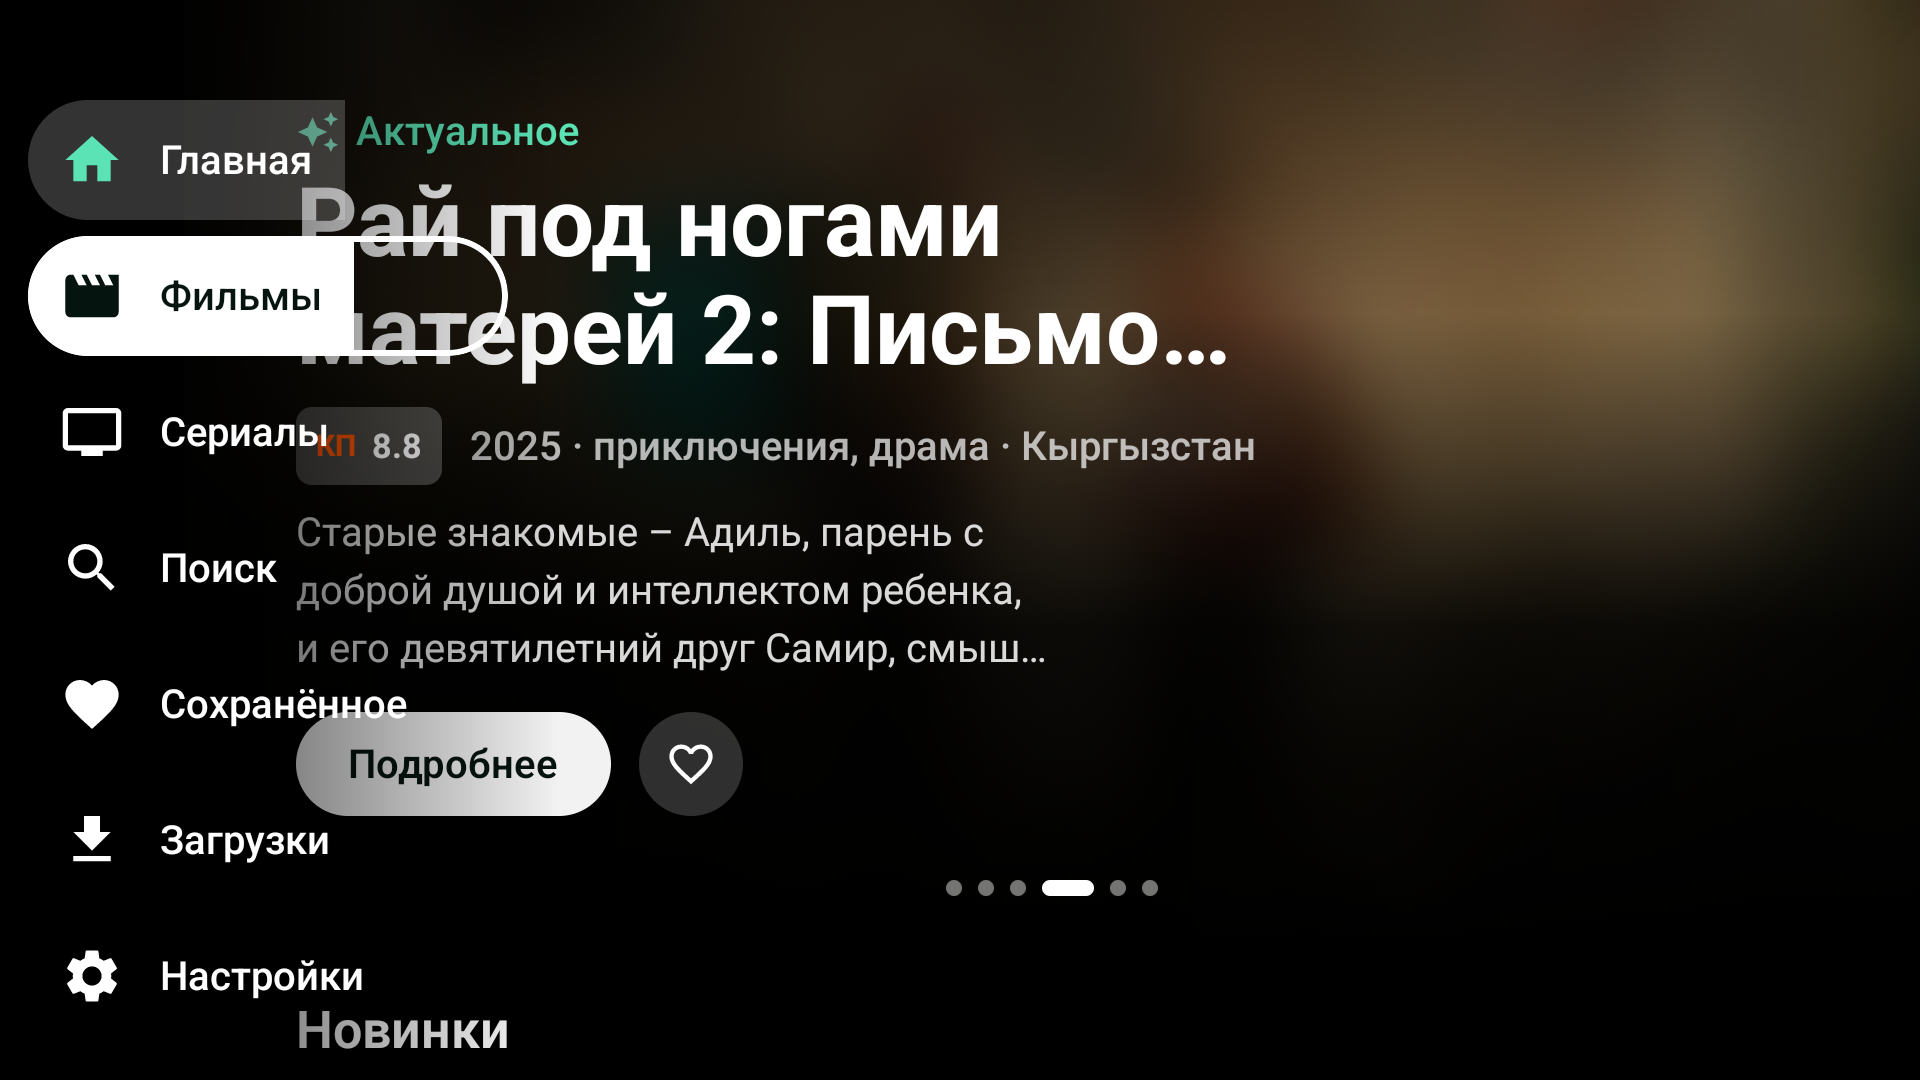 Главная
Фильмы
Сериалы
Поиск
Сохранённое
Загрузки
Настройки
Актуальное
Рай под ногами
матерей 2: Письмо...
КП 8.8 2025 · приключения, драма · Кыргызстан
Старые знакомые – Адиль, парень с
доброй душой и интеллектом ребенка,
и его девятилетний друг Самир, смыш...
Подробнее
Новинки